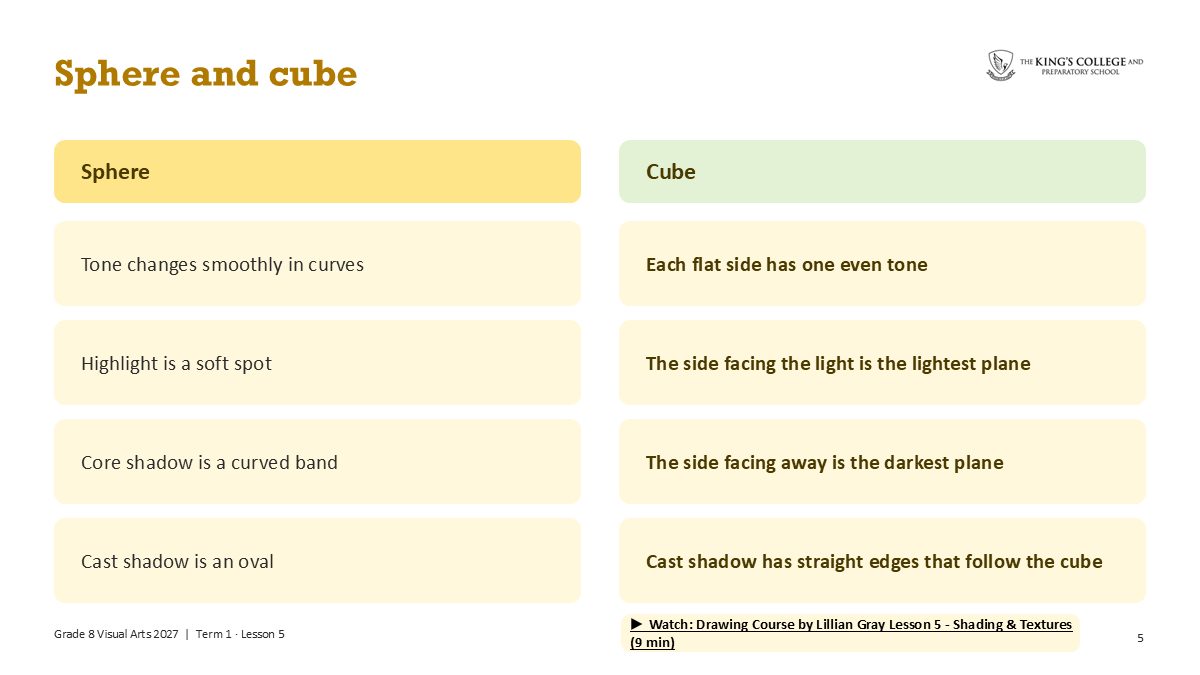 Sphere and cube
THE KING'S COLLEGE AND
PREPARATORY SCHOOL
Sphere
Cube
Tone changes smoothly in curves
Each flat side has one even tone
Highlight is a soft spot
The side facing the light is the lightest plane
Core shadow is a curved band
The side facing away is the darkest plane
Cast shadow is an oval
Cast shadow has straight edges that follow the cube
Grade 8 Visual Arts 2027 | Term 1 · Lesson 5
▶ Watch: Drawing Course by Lillian Gray Lesson 5 - Shading & Textures
(9 min)
5